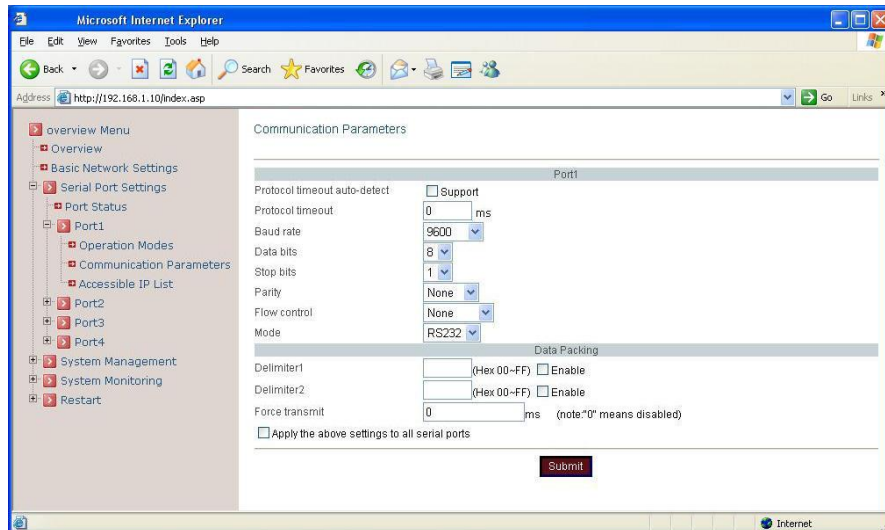 Microsoft Internet Explorer
File Edit View Favorites Tools Help
Back Search Favorites
Address http://192.168.1.10/index.asp Go Links
overview Menu
Overview
Basic Network Settings
Serial Port Settings
Port Status
Port1
Operation Modes
Communication Parameters
Accessible IP List
Port2
Port3
Port4
System Management
System Monitoring
Restart
Communication Parameters
Port1
Protocol timeout auto-detect Support
Protocol timeout 0 ms
Baud rate 9600
Data bits 8
Stop bits 1
Parity None
Flow control None
Mode RS232
Data Packing
Delimiter1 (Hex 00~FF) Enable
Delimiter2 (Hex 00~FF) Enable
Force transmit 0 ms (note:"0" means disabled)
Apply the above settings to all serial ports
Submit
Internet